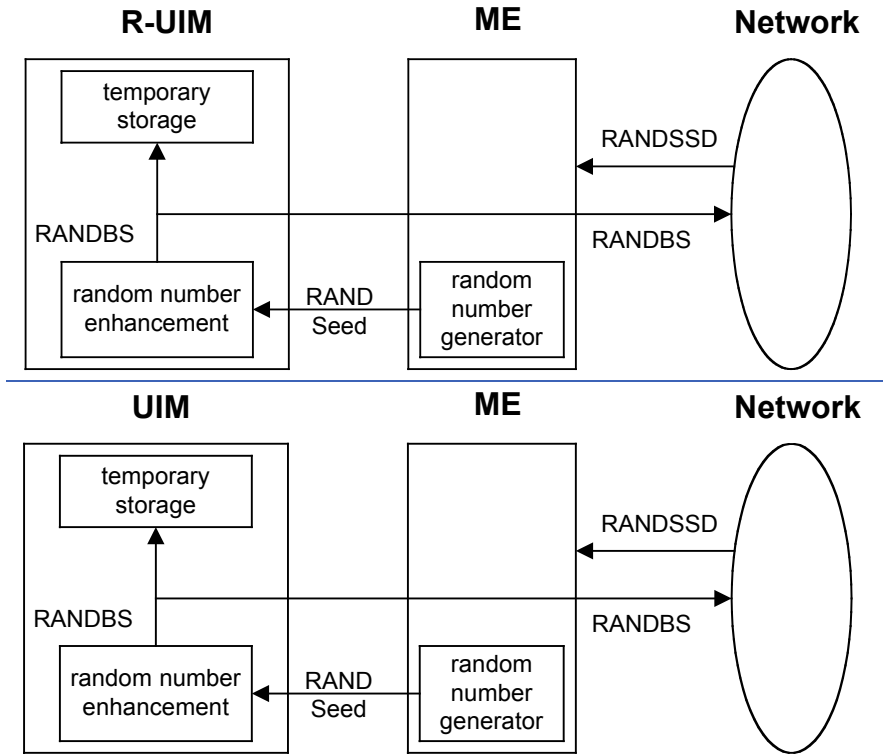 R-UIM
ME
Network
temporary
storage
RANDSSD
RANDBS
RANDBS
random number
enhancement
RAND
Seed
random
number
generator
UIM
ME
Network
temporary
storage
RANDSSD
RANDBS
RANDBS
random number
enhancement
RAND
Seed
random
number
generator